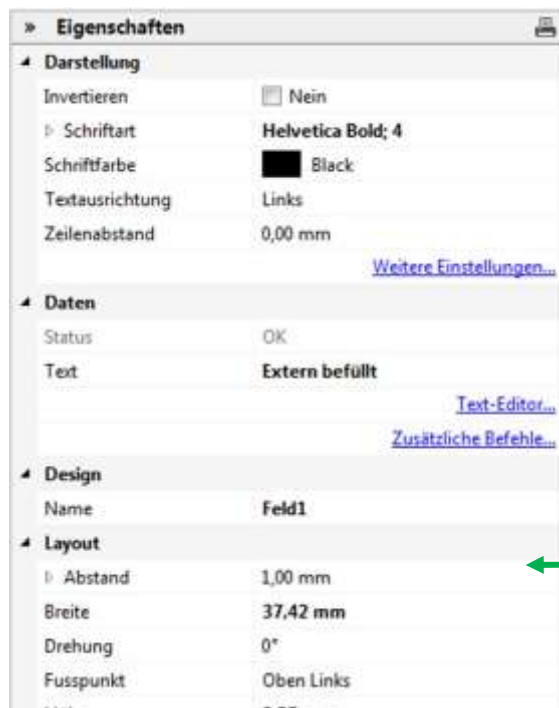 » Eigenschaften
Darstellung
Invertieren Nein
Schriftart Helvetica Bold; 4
Schriftfarbe Black
Textausrichtung Links
Zeilenabstand 0,00 mm
Weitere Einstellungen...
Daten
Status OK
Text Extern befüllt
Text-Editor...
Zusätzliche Befehle...
Design
Name Feld1
Layout
Abstand 1,00 mm
Breite 37,42 mm
Drehung 0°
Fusspunkt Oben Links